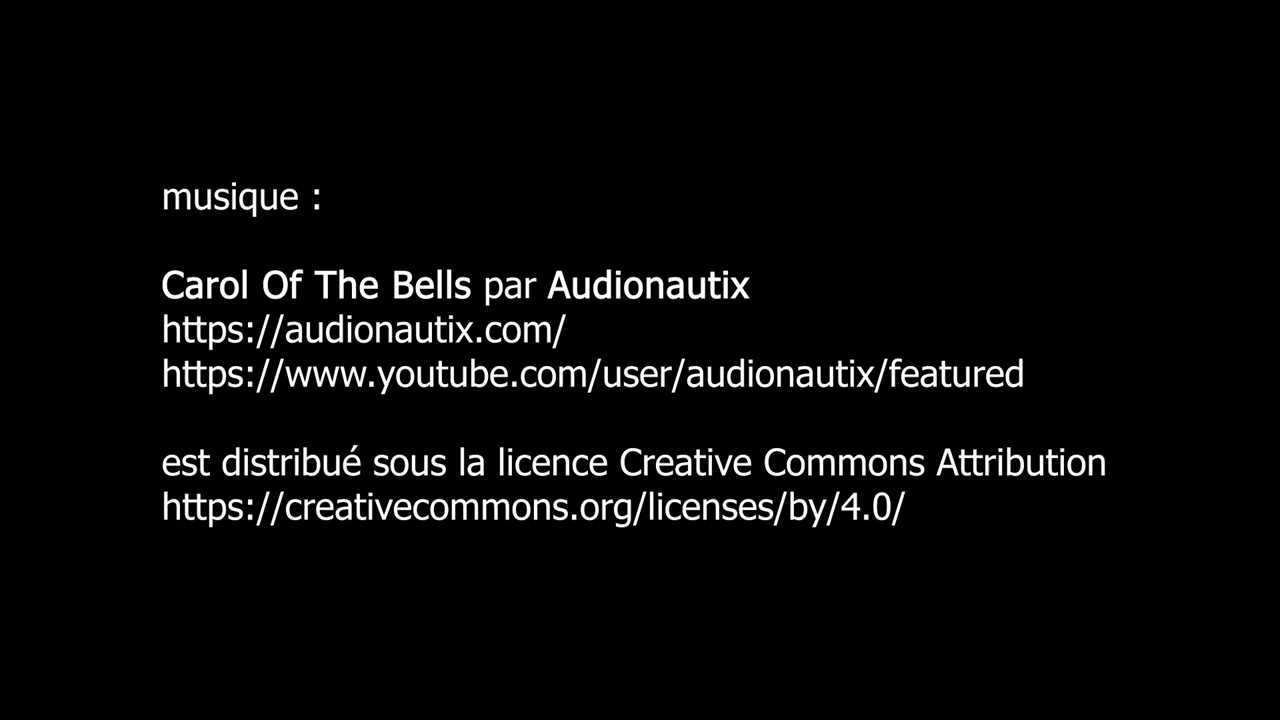 musique :
Carol Of The Bells par Audionautix
https://audionautix.com/
https://www.youtube.com/user/audionautix/featured
est distribué sous la licence Creative Commons Attribution
https://creativecommons.org/licenses/by/4.0/